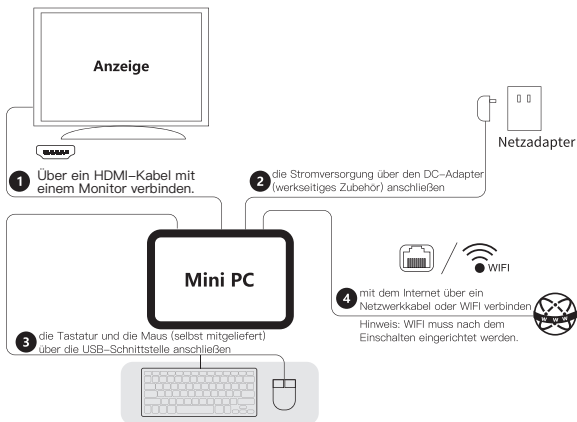 Anzeige
Netzadapter
1 Über ein HDMI-Kabel mit
einem Monitor verbinden.
2 die Stromversorgung über den DC-Adapter
(werkseitiges Zubehör) anschließen
Mini PC
WIFI
4 mit dem Internet über ein
Netzwerkkabel oder WIFI verbinden
Hinweis: WIFI muss nach dem
Einschalten eingerichtet werden.
W W W
3 die Tastatur und die Maus (selbst mitgeliefert)
über die USB-Schnittstelle anschließen